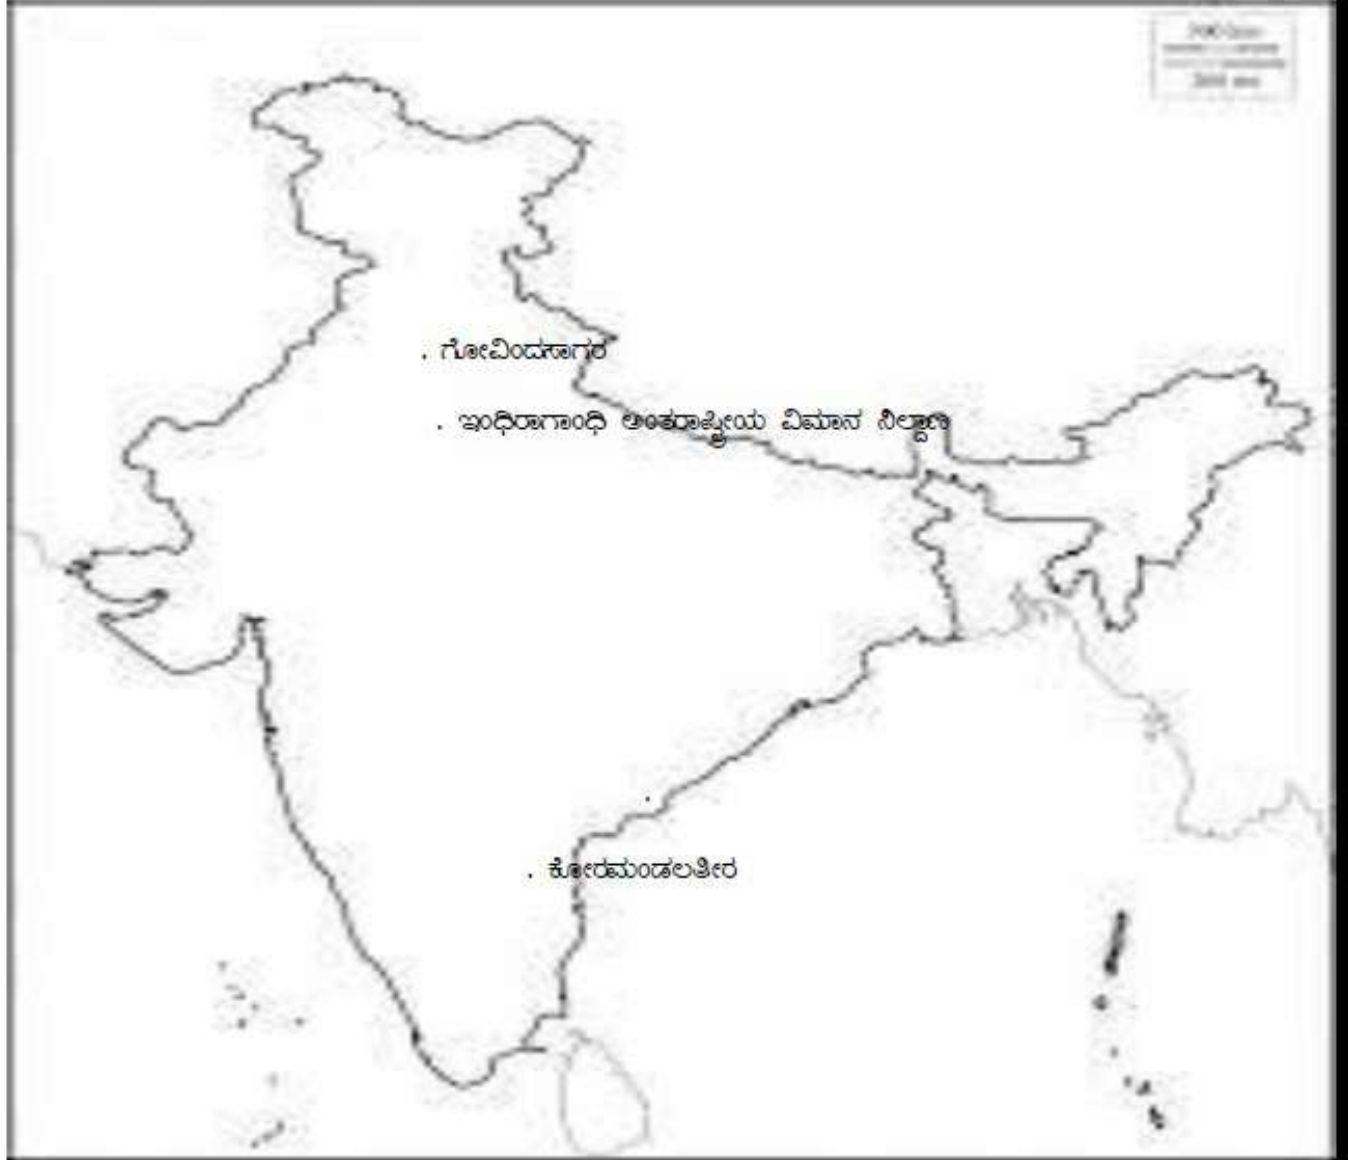 . ಗೋವಿಂದಸಾಗರ
. ಇಂಧಿರಾಗಾಂಧಿ ಅಂತರಾಷ್ಟ್ರೀಯ ವಿಮಾನ ನಿಲ್ದಾಣ
. ಕೋರಮಂಡಲತೀರ